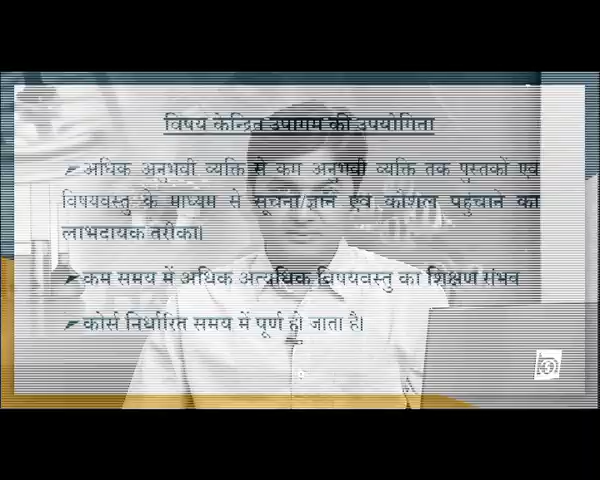 विषय केन्द्रित उपागम की उपयोगिता
अधिक अनुभवी व्यक्ति से कम अनुभवी व्यक्ति तक पुस्तकों एवं
विषयवस्तु के माध्यम से सूचना/ज्ञान एवं कौशल पहुंचाने का
लाभदायक तरीका।
कम समय में अधिक अत्यधिक विषयवस्तु का शिक्षण संभव
कोर्स निर्धारित समय में पूर्ण हो जाता है।